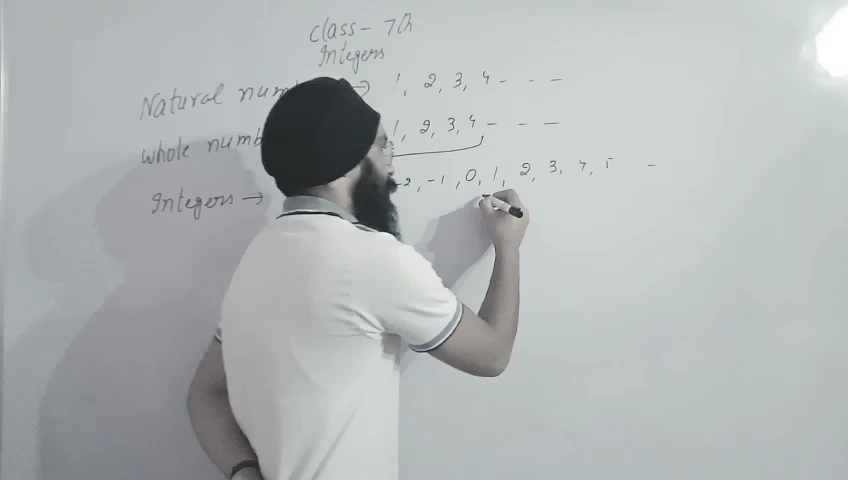 class - 7th
Integers
Natural num → 1, 2, 3, 4 - - -
whole numb 1, 2, 3, 4 - - -
Integers → -2, -1, 0, 1, 2, 3, 4, 5 -